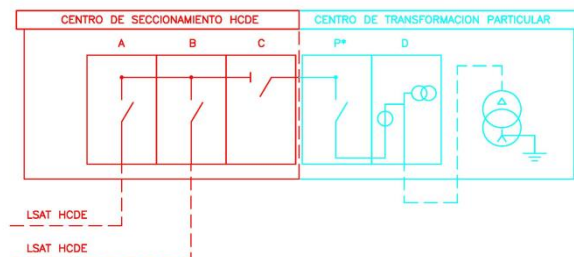 CENTRO DE SECCIONAMIENTO HCDE
CENTRO DE TRANSFORMACION PARTICULAR
A B C P* D
LSAT HCDE
LSAT HCDE